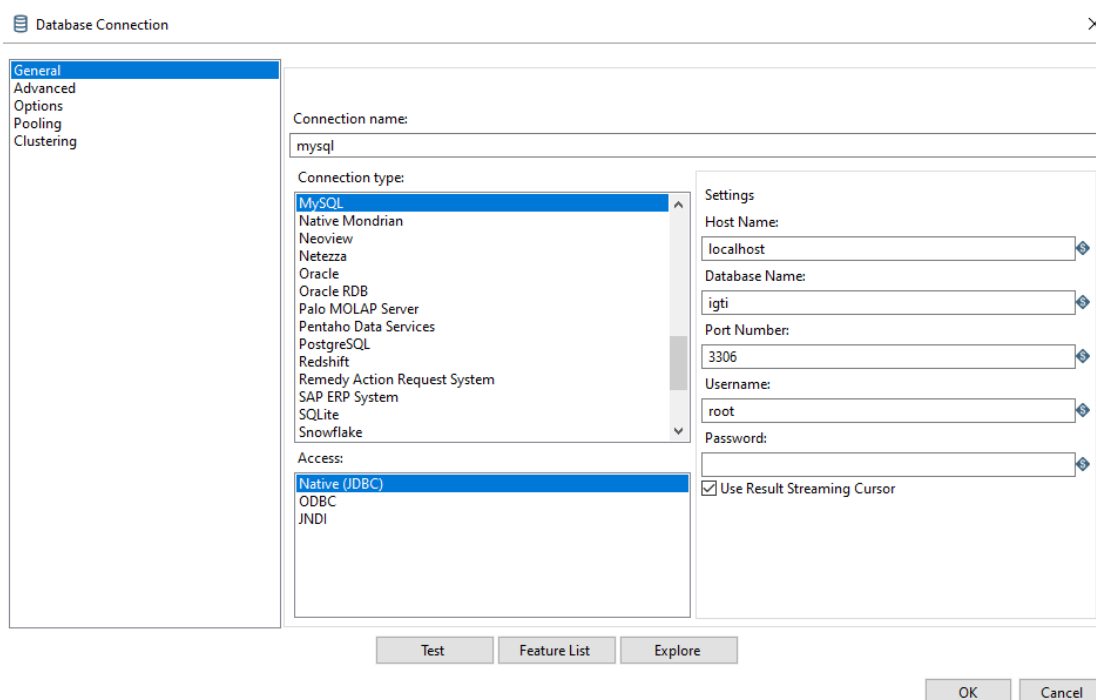 Database Connection
General
Advanced
Options
Pooling
Clustering
Connection name:
mysql
Connection type:
MySQL
Native Mondrian
Neoview
Netezza
Oracle
Oracle RDB
Palo MOLAP Server
Pentaho Data Services
PostgreSQL
Redshift
Remedy Action Request System
SAP ERP System
SQLite
Snowflake
Access:
Native (JDBC)
ODBC
JNDI
Settings
Host Name:
localhost
Database Name:
igti
Port Number:
3306
Username:
root
Password:
Use Result Streaming Cursor
Test Feature List Explore
OK Cancel